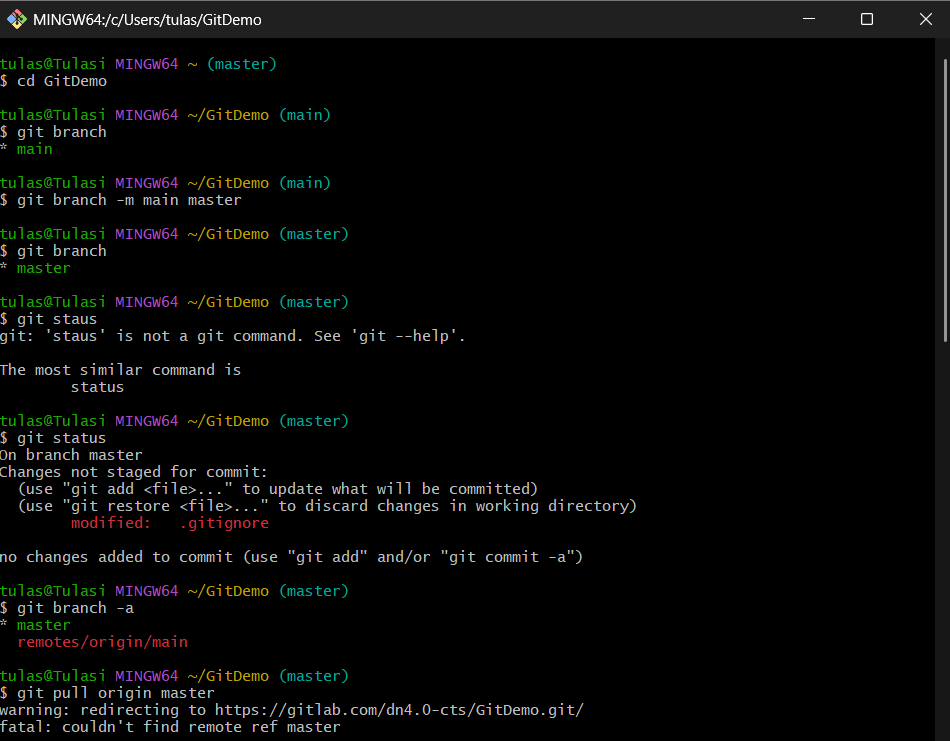 MINGW64:/c/Users/tulas/GitDemo
tulas@Tulasi MINGW64 ~ (master)
$ cd GitDemo
tulas@Tulasi MINGW64 ~/GitDemo (main)
$ git branch
* main
tulas@Tulasi MINGW64 ~/GitDemo (main)
$ git branch -m main master
tulas@Tulasi MINGW64 ~/GitDemo (master)
$ git branch
* master
tulas@Tulasi MINGW64 ~/GitDemo (master)
$ git staus
git: 'staus' is not a git command. See 'git --help'.
The most similar command is
        status
tulas@Tulasi MINGW64 ~/GitDemo (master)
$ git status
On branch master
Changes not staged for commit:
  (use "git add <file>..." to update what will be committed)
  (use "git restore <file>..." to discard changes in working directory)
        modified:   .gitignore
no changes added to commit (use "git add" and/or "git commit -a")
tulas@Tulasi MINGW64 ~/GitDemo (master)
$ git branch -a
* master
  remotes/origin/main
tulas@Tulasi MINGW64 ~/GitDemo (master)
$ git pull origin master
warning: redirecting to https://gitlab.com/dn4.0-cts/GitDemo.git/
fatal: couldn't find remote ref master